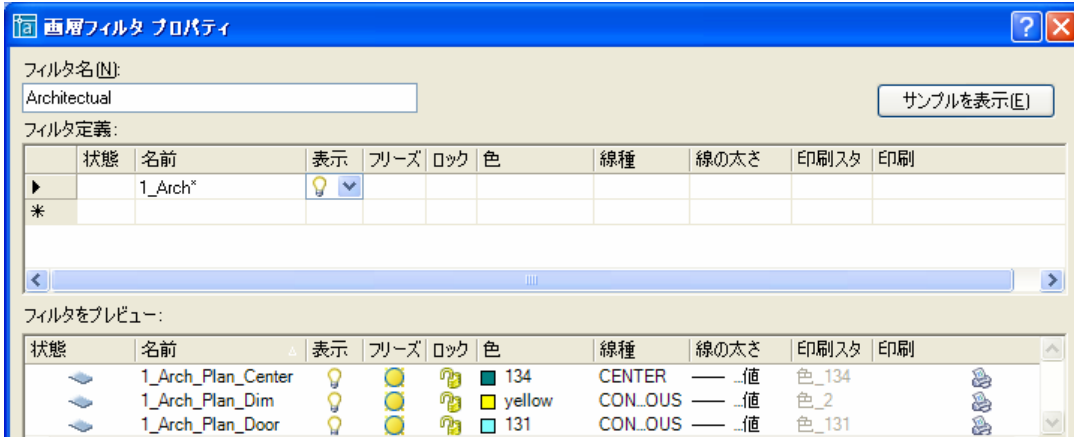 画層フィルタ プロパティ
フィルタ名(N):
Architectual
サンプルを表示(E)
フィルタ定義:
状態 名前 表示 フリーズ ロック 色 線種 線の太さ 印刷スタ 印刷
1_Arch*
フィルタをプレビュー:
状態 名前 表示 フリーズ ロック 色 線種 線の太さ 印刷スタ 印刷
1_Arch_Plan_Center 134 CENTER ...値 色_134
1_Arch_Plan_Dim yellow CON...OUS ...値 色_2
1_Arch_Plan_Door 131 CON...OUS ...値 色_131